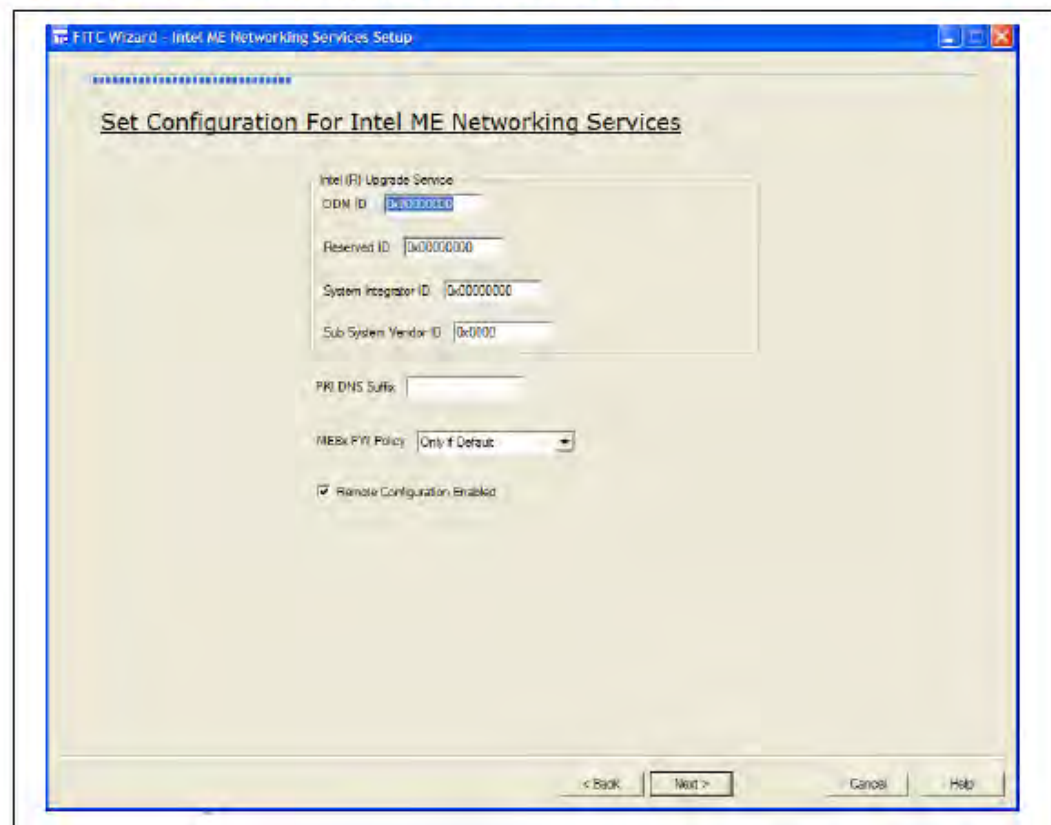 FITC Wizard - Intel ME Networking Services Setup
Set Configuration For Intel ME Networking Services
Intel (R) Upgrade Service
ODM ID 0x00000000
Reserved ID 0x00000000
System Integrator ID 0x00000000
Sub System Vendor ID 0x0000
PKI DNS Suffix
MEBx PW Policy Only if Default
Remote Configuration Enabled
< Back Next > Cancel Help